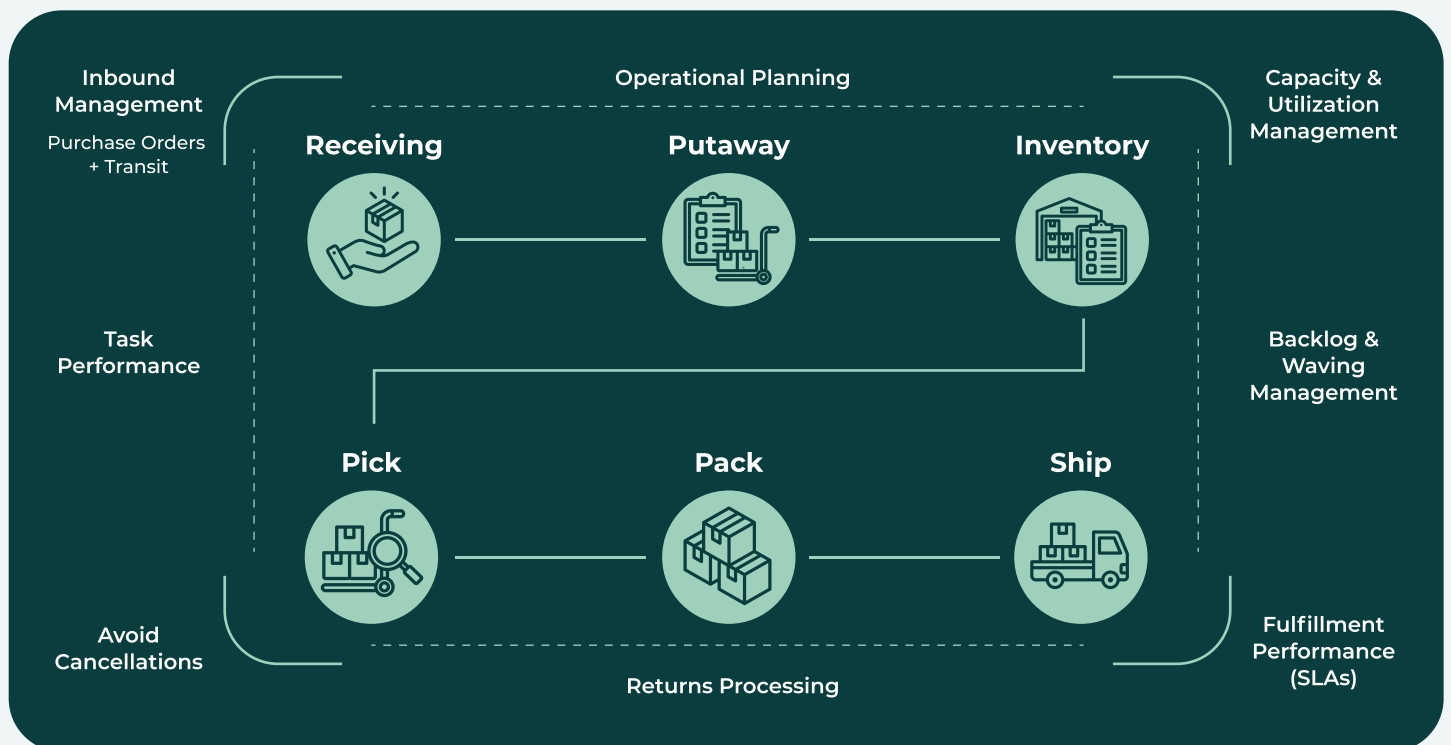 Inbound
Management
Purchase Orders
+ Transit
Operational Planning
Capacity &
Utilization
Management
Receiving
Putaway
Inventory
Task
Performance
Backlog &
Waving
Management
Pick
Pack
Ship
Avoid
Cancellations
Returns Processing
Fulfillment
Performance
(SLAs)